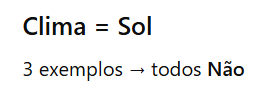 Clima = Sol
3 exemplos → todos Não